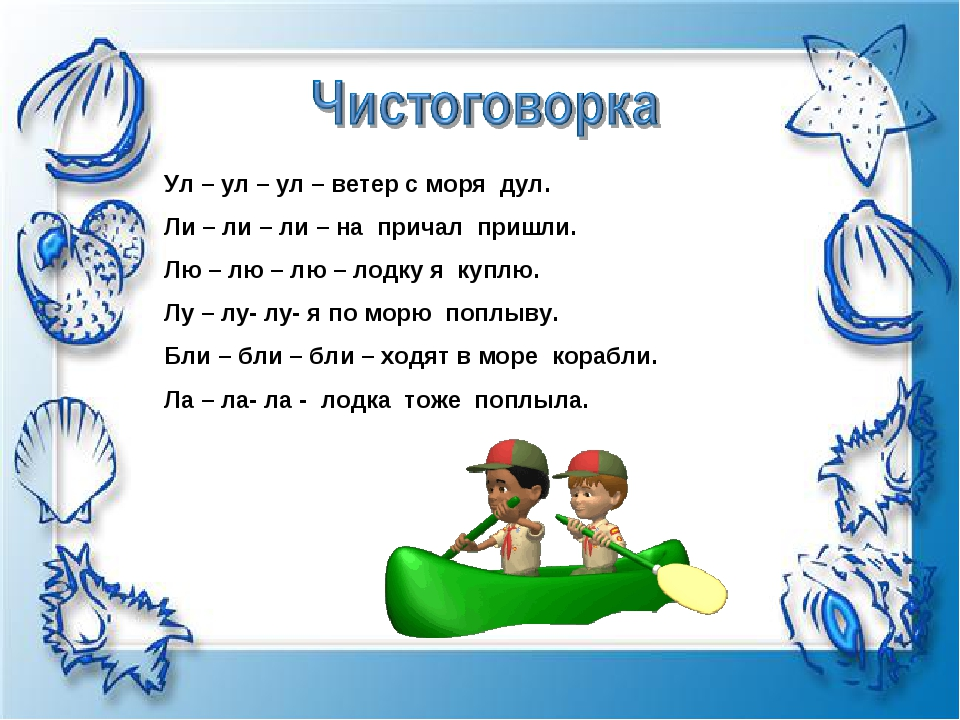 Чистоговорка
Ул – ул – ул – ветер с моря дул.
Ли – ли – ли – на причал пришли.
Лю – лю – лю – лодку я куплю.
Лу – лу- лу- я по морю поплыву.
Бли – бли – бли – ходят в море корабли.
Ла – ла- ла - лодка тоже поплыла.